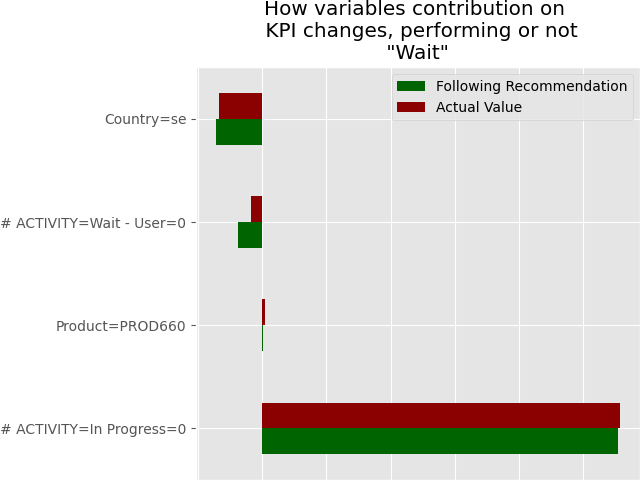 How variables contribution on
KPI changes, performing or not
"Wait"
Following Recommendation
Actual Value
Country=se
# ACTIVITY=Wait - User=0
Product=PROD660
# ACTIVITY=In Progress=0